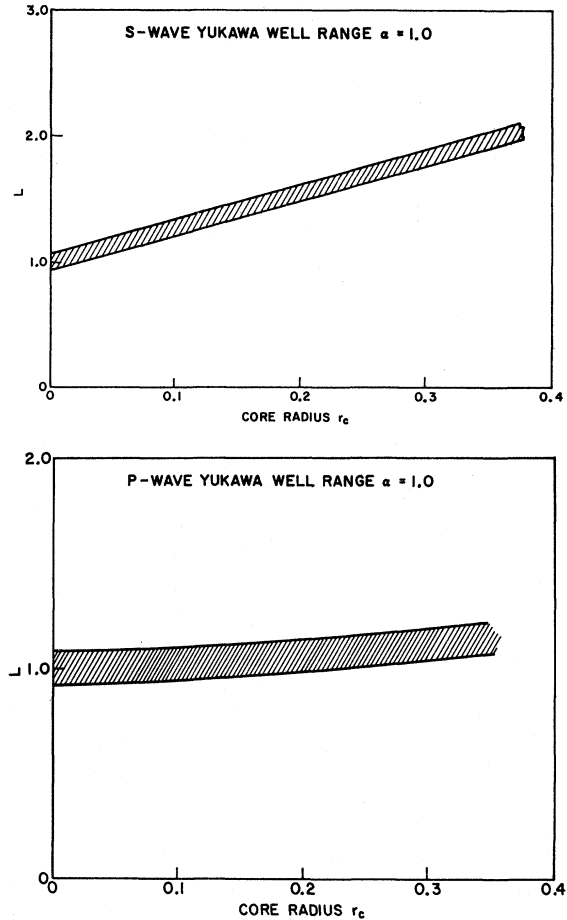 3.0
S-WAVE YUKAWA WELL RANGE α = 1.0
2.0
L
1.0
0
0 0.1 0.2 0.3 0.4
CORE RADIUS rc
2.0
P-WAVE YUKAWA WELL RANGE α = 1.0
L 1.0
0
0 0.1 0.2 0.3 0.4
CORE RADIUS rc